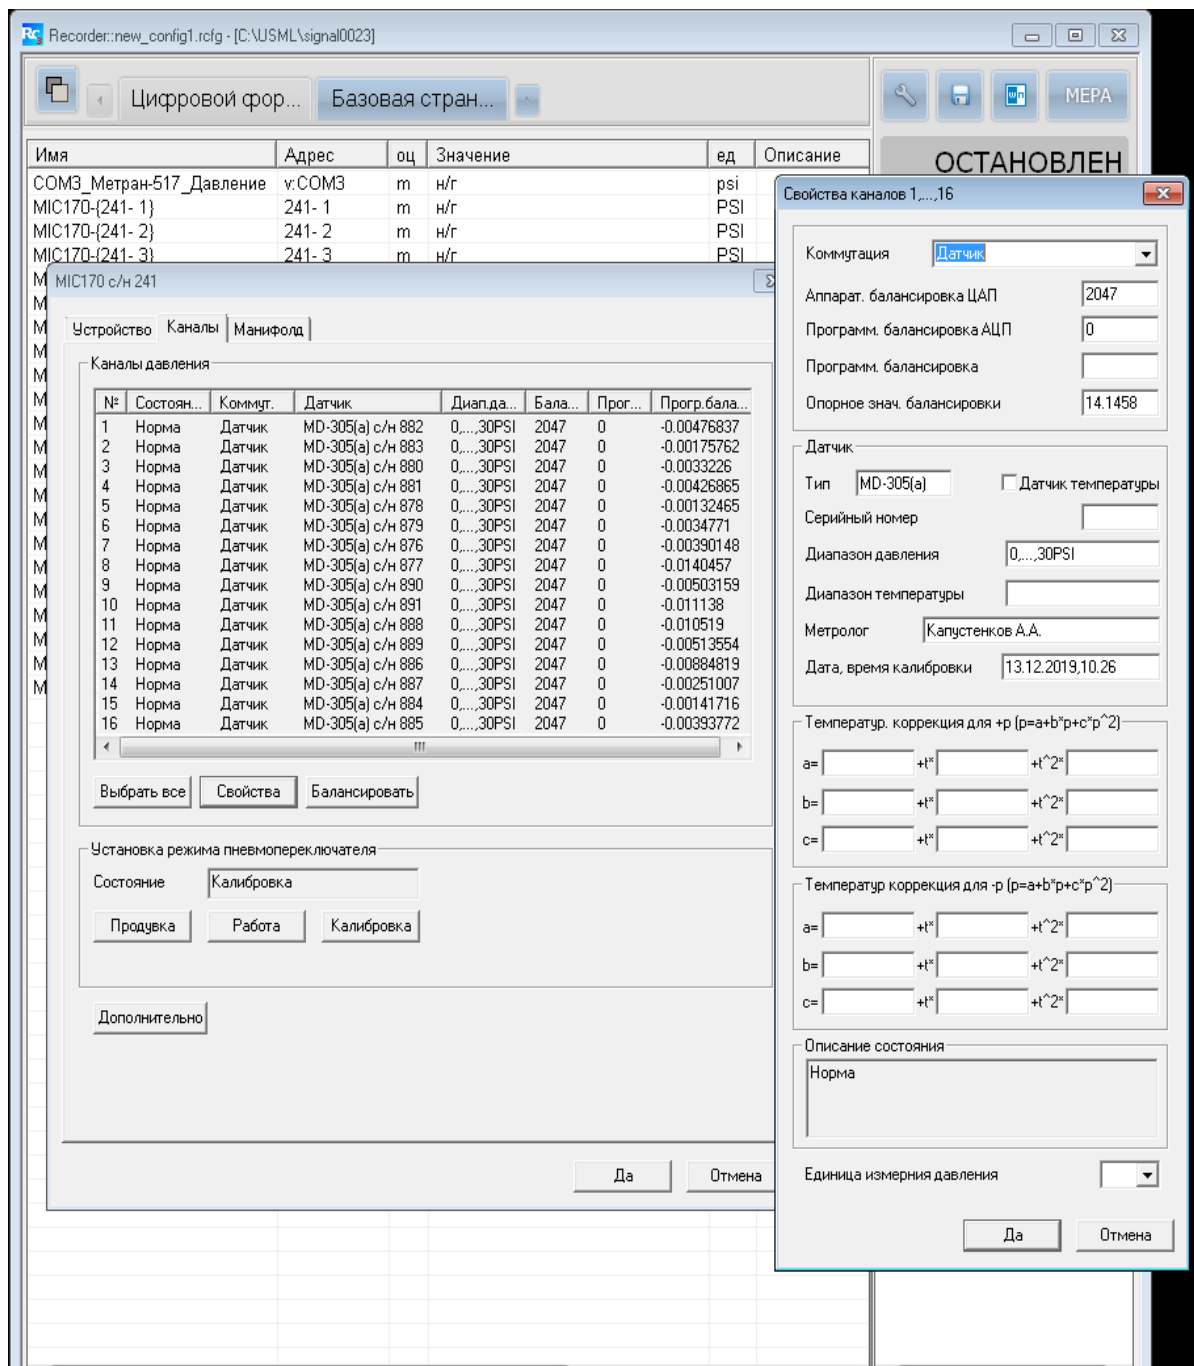 Recorder::new_config1.rcfg - [C:\USML\signal0023]
Цифровой фор... Базовая стран... МЕРА
ОСТАНОВЛЕН
Имя Адрес оц Значение ед Описание
COM3_Метран-517_Давление v:COM3 m н/г psi
MIC170-{241- 1} 241- 1 m н/г PSI
MIC170-{241- 2} 241- 2 m н/г PSI
MIC170-{241- 3} 241- 3 m н/г PSI
MIC170 с/н 241
Устройство Каналы Манифолд
Каналы давления
№ Состоян... Коммут. Датчик Диап.да... Бала... Прог... Прогр.бала...
1 Норма Датчик MD-305(a) с/н 882 0,...,30PSI 2047 0 -0.00476837
2 Норма Датчик MD-305(a) с/н 883 0,...,30PSI 2047 0 -0.00175762
3 Норма Датчик MD-305(a) с/н 880 0,...,30PSI 2047 0 -0.0033226
4 Норма Датчик MD-305(a) с/н 881 0,...,30PSI 2047 0 -0.00426865
5 Норма Датчик MD-305(a) с/н 878 0,...,30PSI 2047 0 -0.00132465
6 Норма Датчик MD-305(a) с/н 879 0,...,30PSI 2047 0 -0.0034771
7 Норма Датчик MD-305(a) с/н 876 0,...,30PSI 2047 0 -0.00390148
8 Норма Датчик MD-305(a) с/н 877 0,...,30PSI 2047 0 -0.0140457
9 Норма Датчик MD-305(a) с/н 890 0,...,30PSI 2047 0 -0.00503159
10 Норма Датчик MD-305(a) с/н 891 0,...,30PSI 2047 0 -0.011138
11 Норма Датчик MD-305(a) с/н 888 0,...,30PSI 2047 0 -0.010519
12 Норма Датчик MD-305(a) с/н 889 0,...,30PSI 2047 0 -0.00513554
13 Норма Датчик MD-305(a) с/н 886 0,...,30PSI 2047 0 -0.00884819
14 Норма Датчик MD-305(a) с/н 887 0,...,30PSI 2047 0 -0.00251007
15 Норма Датчик MD-305(a) с/н 884 0,...,30PSI 2047 0 -0.00141716
16 Норма Датчик MD-305(a) с/н 885 0,...,30PSI 2047 0 -0.00393772
Выбрать все Свойства Балансировать
Установка режима пневмопереключателя
Состояние Калибровка
Продувка Работа Калибровка
Дополнительно
Да Отмена
Свойства каналов 1,...,16
Коммутация Датчик
Аппарат. балансировка ЦАП 2047
Программ. балансировка АЦП 0
Программ. балансировка
Опорное знач. балансировки 14.1458
Датчик
Тип MD-305(a) Датчик температуры
Серийный номер
Диапазон давления 0,...,30PSI
Диапазон температуры
Метролог Капустенков А.А.
Дата, время калибровки 13.12.2019,10.26
Температур. коррекция для +p (p=a+b*p+c*p^2)
a= +t* +t^2*
b= +t* +t^2*
c= +t* +t^2*
Температур коррекция для -p (p=a+b*p+c*p^2)
a= +t* +t^2*
b= +t* +t^2*
c= +t* +t^2*
Описание состояния
Норма
Единица измерния давления
Да Отмена